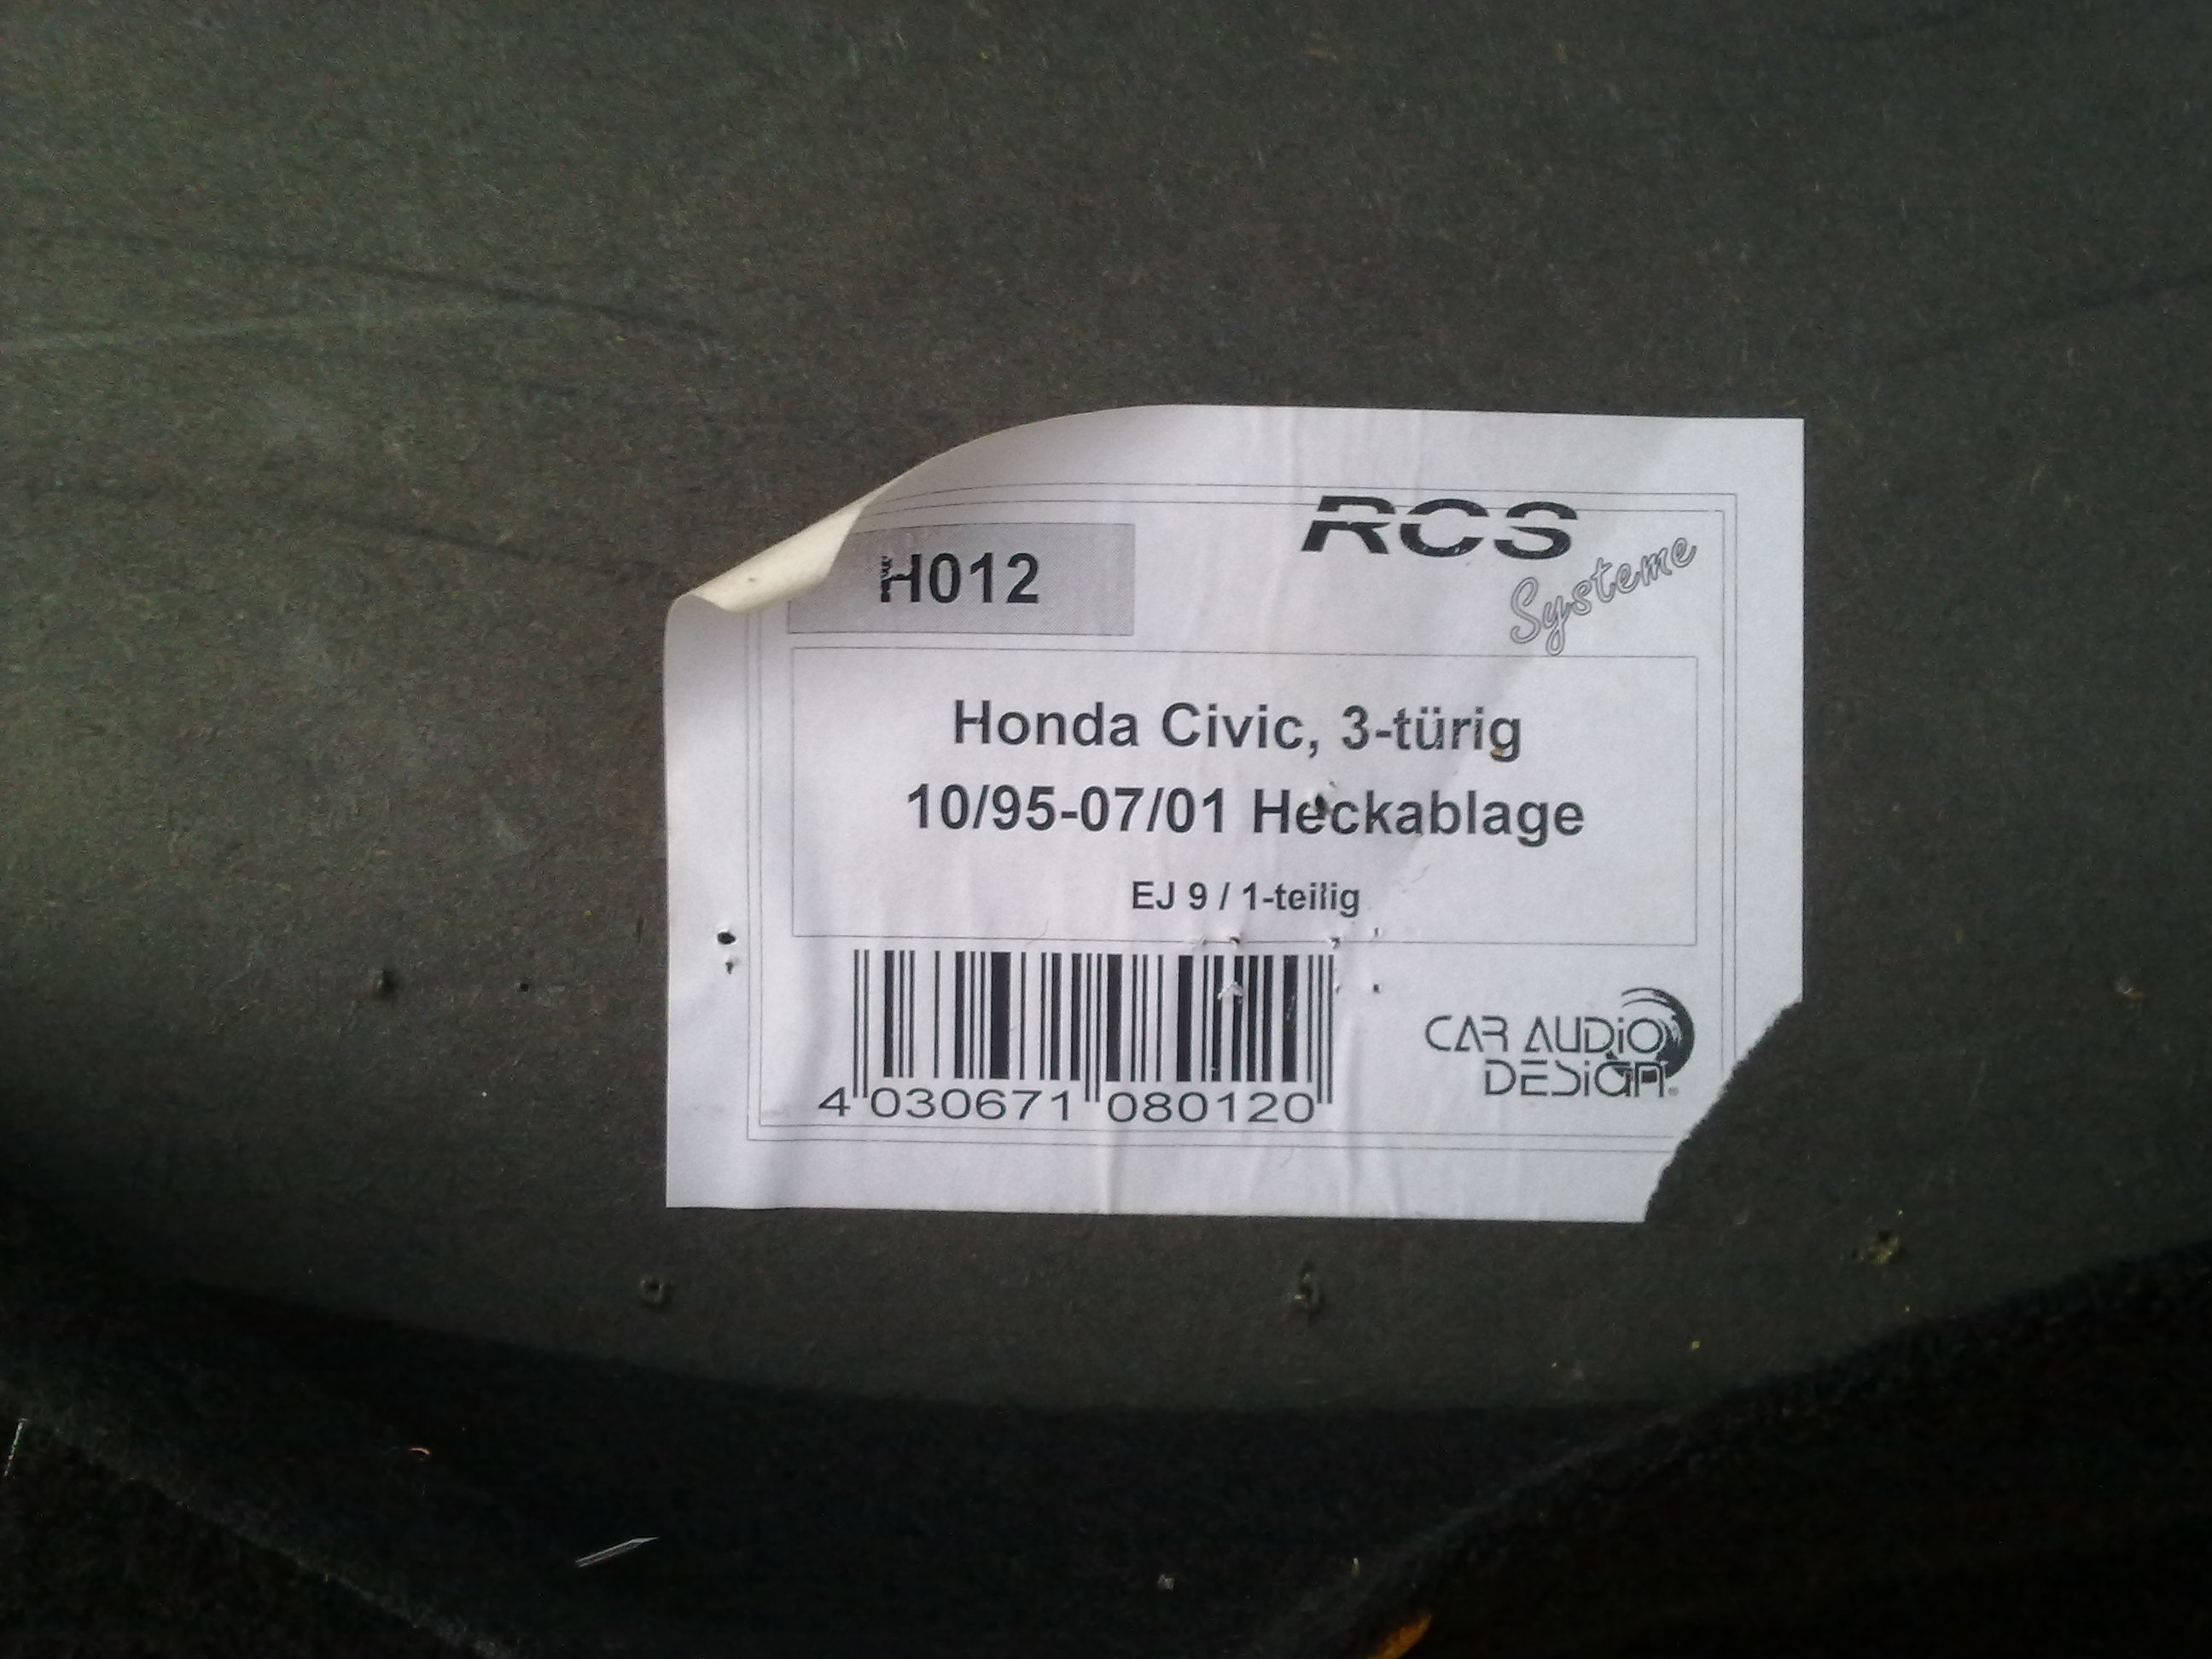 H012
RCS
Systeme
Honda Civic, 3-türig
10/95-07/01 Heckablage
EJ 9 / 1-teilig
4 030671 080120
CAR AUDiO
DESiGN®